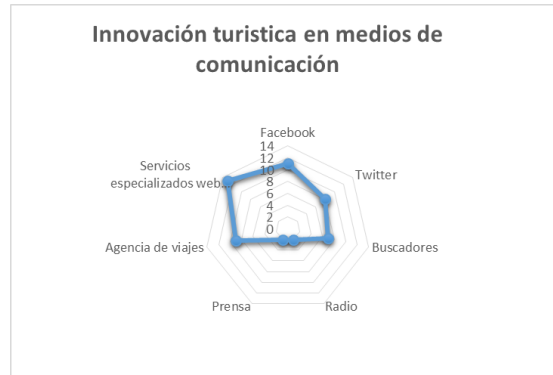 Innovación turistica en medios de
comunicación
Facebook
14
12
10
8
6
4
2
0
Servicios
especializados web...
Twitter
Agencia de viajes
Buscadores
Prensa
Radio